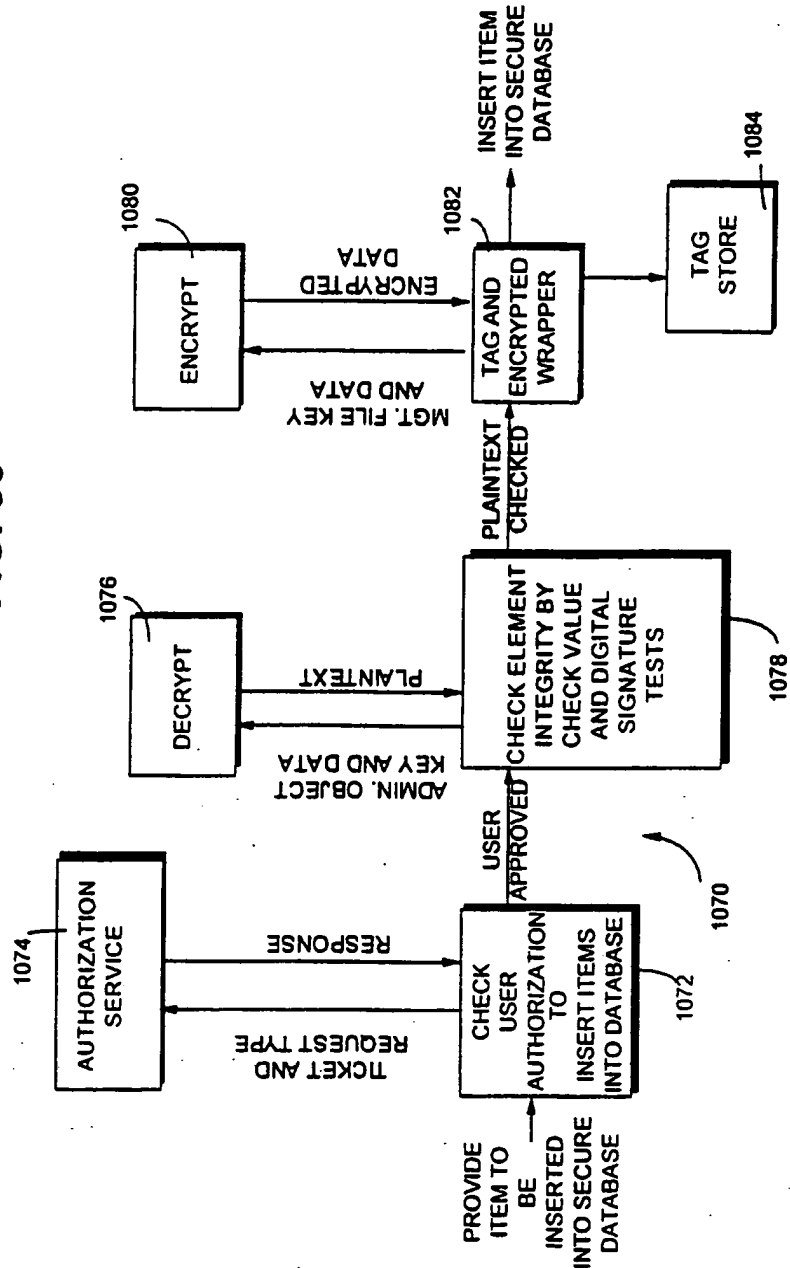 1074
AUTHORIZATION
SERVICE
TICKET AND
REQUEST TYPE
RESPONSE
PROVIDE
ITEM TO
BE
INSERTED
INTO SECURE
DATABASE
CHECK
USER
AUTHORIZATION
TO
INSERT ITEMS
INTO DATABASE
1072
1070
USER
APPROVED
1076
DECRYPT
ADMIN. OBJECT
KEY AND DATA
PLAINTEXT
CHECK ELEMENT
INTEGRITY BY
CHECK VALUE
AND DIGITAL
SIGNATURE
TESTS
1078
PLAINTEXT
CHECKED
1080
ENCRYPT
MGT. FILE KEY
AND DATA
ENCRYPTED
DATA
1082
TAG AND
ENCRYPTED
WRAPPER
INSERT ITEM
INTO SECURE
DATABASE
TAG
STORE
1084